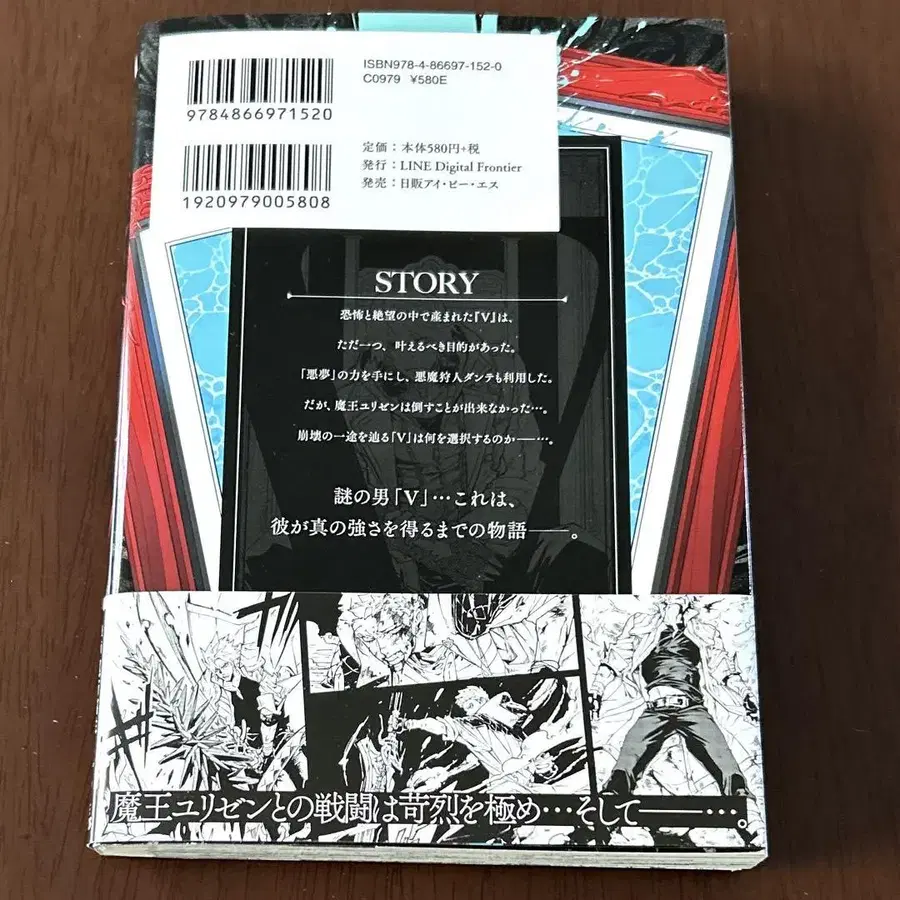 ISBN978-4-86697-152-0
C0979 ¥580E
9784866971520
定価：本体580円+税
発行：LINE Digital Frontier
発売：日販アイ・ピー・エス
1920979005808
STORY
恐怖と絶望の中で産まれた『V』は、
ただ一つ、叶えるべき目的があった。
「悪夢」の力を手にし、悪魔狩人ダンテも利用した。
だが、魔王ユリゼンは倒すことが出来なかった…。
崩壊の一途を辿る「V」は何を選択するのか――…。
謎の男「V」…これは、
彼が真の強さを得るまでの物語――。
魔王ユリゼンとの戦闘は苛烈を極め…そして――…。